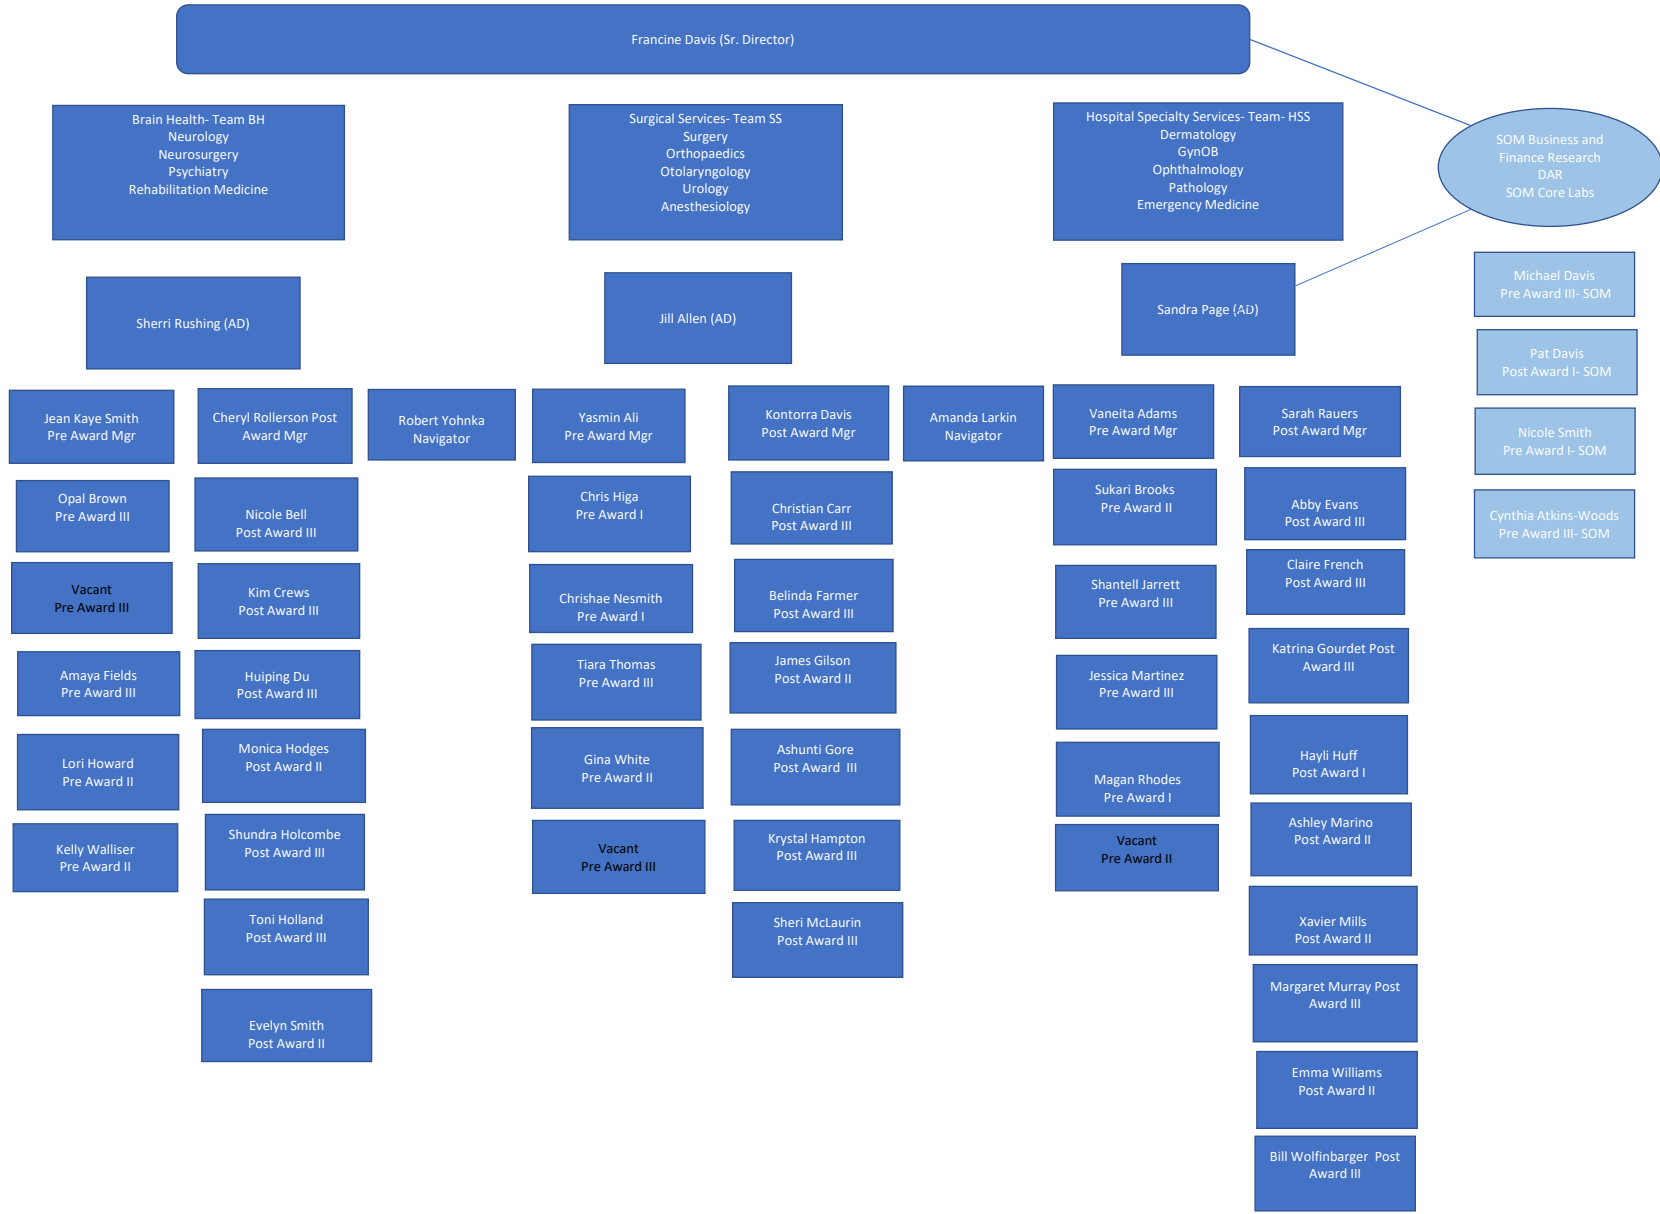 Francine Davis (Sr. Director)
Brain Health- Team BH
Neurology
Neurosurgery
Psychiatry
Rehabilitation Medicine
Surgical Services- Team SS
Surgery
Orthopaedics
Otolaryngology
Urology
Anesthesiology
Hospital Specialty Services- Team- HSS
Dermatology
GynOB
Ophthalmology
Pathology
Emergency Medicine
SOM Business and
Finance Research
DAR
SOM Core Labs
Sherri Rushing (AD)
Jill Allen (AD)
Sandra Page (AD)
Jean Kaye Smith
Pre Award Mgr
Opal Brown
Pre Award III
Vacant
Pre Award III
Amaya Fields
Pre Award III
Lori Howard
Pre Award II
Kelly Walliser
Pre Award II
Cheryl Rollerson Post
Award Mgr
Nicole Bell
Post Award III
Kim Crews
Post Award III
Huiping Du
Post Award III
Monica Hodges
Post Award II
Shundra Holcombe
Post Award III
Toni Holland
Post Award III
Evelyn Smith
Post Award II
Robert Yohnka
Navigator
Yasmin Ali
Pre Award Mgr
Chris Higa
Pre Award I
Chrishae Nesmith
Pre Award I
Tiara Thomas
Pre Award III
Gina White
Pre Award II
Vacant
Pre Award III
Kontorra Davis
Post Award Mgr
Christian Carr
Post Award III
Belinda Farmer
Post Award III
James Gilson
Post Award II
Ashunti Gore
Post Award  III
Krystal Hampton
Post Award III
Sheri McLaurin
Post Award III
Amanda Larkin
Navigator
Vaneita Adams
Pre Award Mgr
Sukari Brooks
Pre Award II
Shantell Jarrett
Pre Award III
Jessica Martinez
Pre Award III
Magan Rhodes
Pre Award I
Vacant
Pre Award II
Sarah Rauers
Post Award Mgr
Abby Evans
Post Award III
Claire French
Post Award III
Katrina Gourdet Post
Award III
Hayli Huff
Post Award I
Ashley Marino
Post Award II
Xavier Mills
Post Award II
Margaret Murray Post
Award III
Emma Williams
Post Award II
Bill Wolfinbarger  Post
Award III
Michael Davis
Pre Award III- SOM
Pat Davis
Post Award I- SOM
Nicole Smith
Pre Award I- SOM
Cynthia Atkins-Woods
Pre Award III- SOM